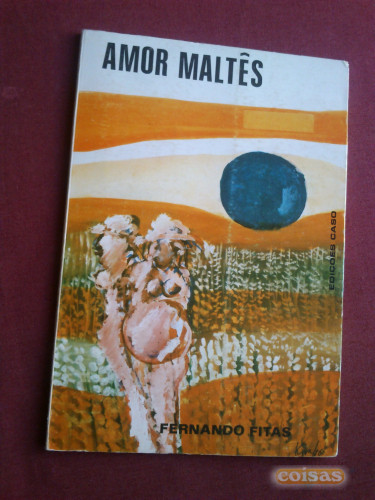 AMOR MALTÊS
EDIÇÕES CASO
FERNANDO FITAS
coisas